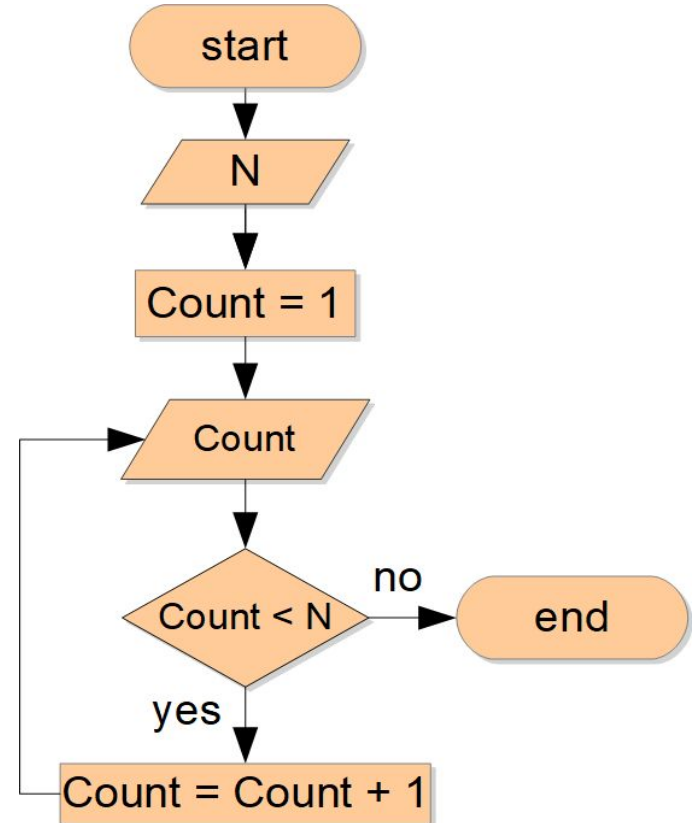 start
N
Count = 1
Count
Count < N
no
end
yes
Count = Count + 1